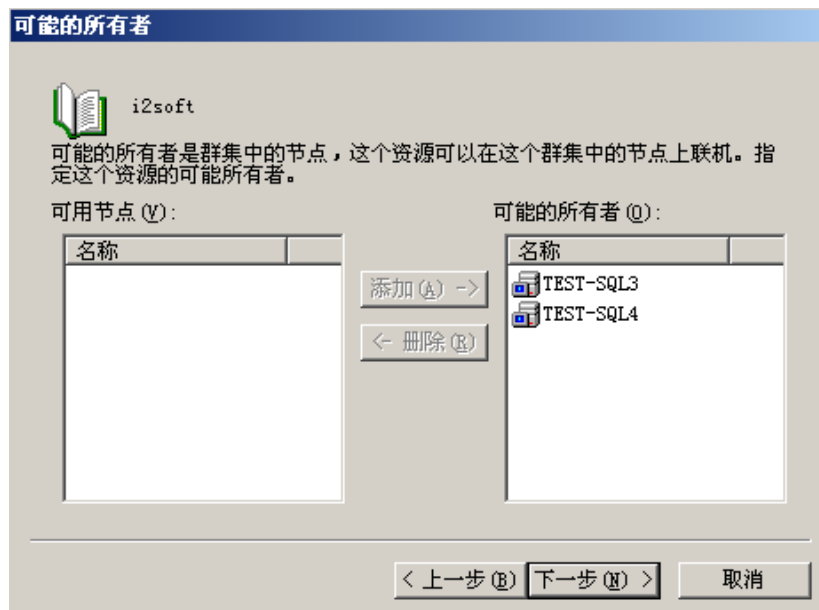 可能的所有者
i2soft
可能的所有者是群集中的节点，这个资源可以在这个群集中的节点上联机。指
定这个资源的可能所有者。
可用节点(V):
可能的所有者(O):
名称
名称
TEST-SQL3
TEST-SQL4
添加(A) ->
<- 删除(R)
< 上一步(B)
下一步(N) >
取消